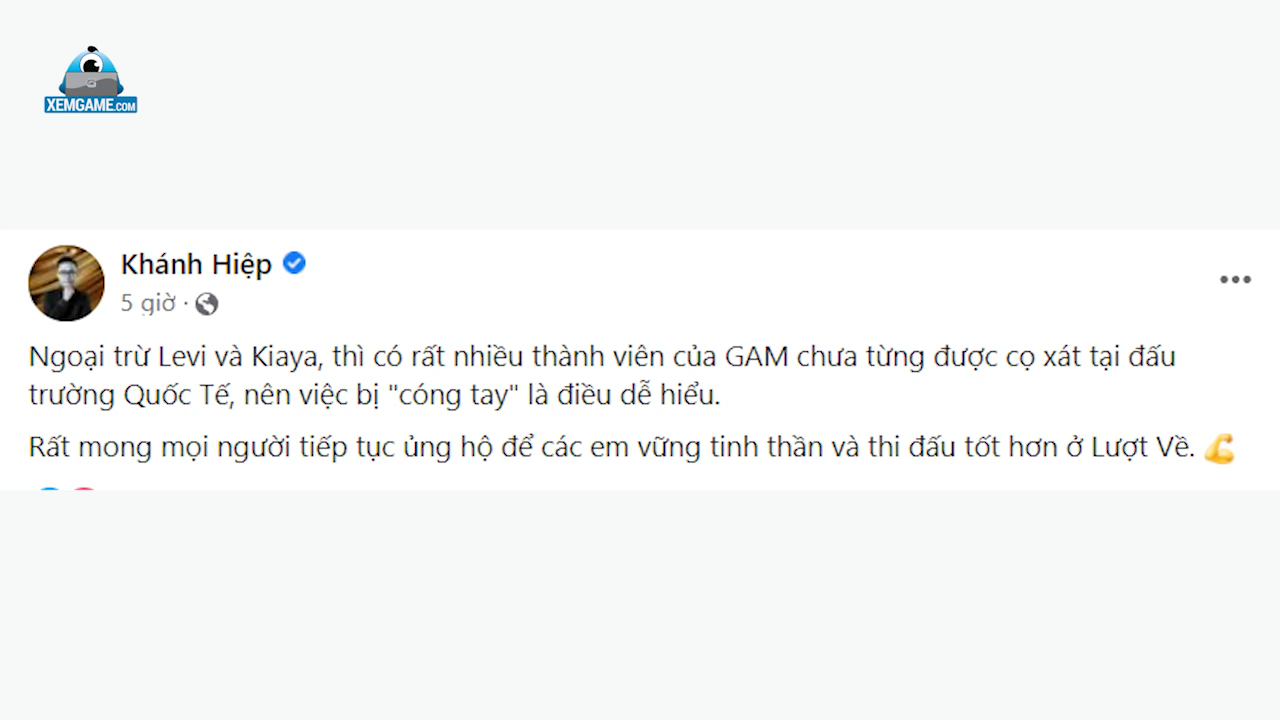 XEMGAME.COM
Khánh Hiệp
5 giờ ·
Ngoại trừ Levi và Kiaya, thì có rất nhiều thành viên của GAM chưa từng được cọ xát tại đấu
trường Quốc Tế, nên việc bị "cóng tay" là điều dễ hiểu.
Rất mong mọi người tiếp tục ủng hộ để các em vững tinh thần và thi đấu tốt hơn ở Lượt Về. 💪